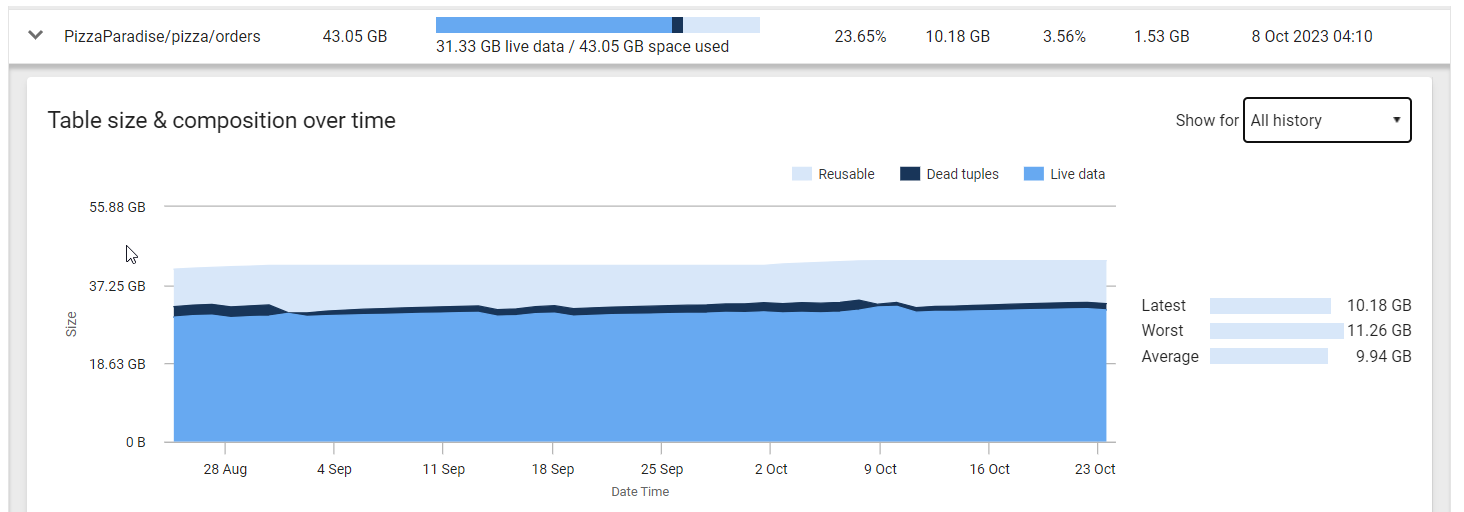 PizzaParadise/pizza/orders 43.05 GB 23.65% 10.18 GB 3.56% 1.53 GB 8 Oct 2023 04:10
31.33 GB live data / 43.05 GB space used
Table size & composition over time
Show for All history
Reusable Dead tuples Live data
55.88 GB
37.25 GB
18.63 GB
0 B
Size
Latest 10.18 GB
Worst 11.26 GB
Average 9.94 GB
28 Aug 4 Sep 11 Sep 18 Sep 25 Sep 2 Oct 9 Oct 16 Oct 23 Oct
Date Time